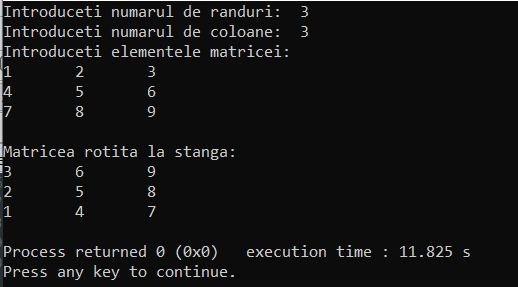 Introduceti numarul de randuri:  3
Introduceti numarul de coloane:  3
Introduceti elementele matricei:
1       2       3
4       5       6
7       8       9
Matricea rotita la stanga:
3       6       9
2       5       8
1       4       7
Process returned 0 (0x0)   execution time : 11.825 s
Press any key to continue.